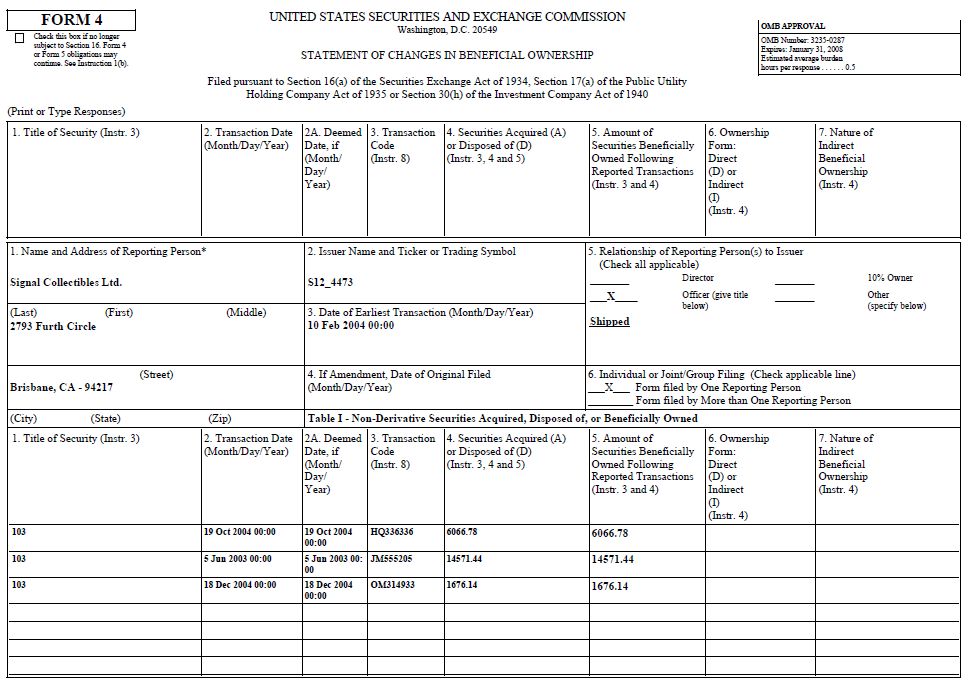 FORM 4
Check this box if no longer
subject to Section 16. Form 4
or Form 5 obligations may
continue. See Instruction 1(b).
UNITED STATES SECURITIES AND EXCHANGE COMMISSION
Washington, D.C. 20549
STATEMENT OF CHANGES IN BENEFICIAL OWNERSHIP
Filed pursuant to Section 16(a) of the Securities Exchange Act of 1934, Section 17(a) of the Public Utility
Holding Company Act of 1935 or Section 30(h) of the Investment Company Act of 1940
OMB APPROVAL
OMB Number: 3235-0287
Expires: January 31, 2008
Estimated average burden
hours per response . . . . . . 0.5
(Print or Type Responses)
1. Title of Security (Instr. 3)
2. Transaction Date
(Month/Day/Year)
2A. Deemed
Date, if
(Month/
Day/
Year)
3. Transaction
Code
(Instr. 8)
4. Securities Acquired (A)
or Disposed of (D)
(Instr. 3, 4 and 5)
5. Amount of
Securities Beneficially
Owned Following
Reported Transactions
(Instr. 3 and 4)
6. Ownership
Form:
Direct
(D) or
Indirect
(I)
(Instr. 4)
7. Nature of
Indirect
Beneficial
Ownership
(Instr. 4)
1. Name and Address of Reporting Person*
Signal Collectibles Ltd.
(Last) (First) (Middle)
2793 Furth Circle
(Street)
Brisbane, CA - 94217
(City) (State) (Zip)
2. Issuer Name and Ticker or Trading Symbol
S12_4473
3. Date of Earliest Transaction (Month/Day/Year)
10 Feb 2004 00:00
4. If Amendment, Date of Original Filed
(Month/Day/Year)
5. Relationship of Reporting Person(s) to Issuer
(Check all applicable)
_______ Director _______ 10% Owner
___X____ Officer (give title
below)
_______ Other
(specify below)
Shipped
6. Individual or Joint/Group Filing (Check applicable line)
___X___ Form filed by One Reporting Person
________ Form filed by More than One Reporting Person
Table I - Non-Derivative Securities Acquired, Disposed of, or Beneficially Owned
1. Title of Security (Instr. 3)
2. Transaction Date
(Month/Day/Year)
2A. Deemed
Date, if
(Month/
Day/
Year)
3. Transaction
Code
(Instr. 8)
4. Securities Acquired (A)
or Disposed of (D)
(Instr. 3, 4 and 5)
5. Amount of
Securities Beneficially
Owned Following
Reported Transactions
(Instr. 3 and 4)
6. Ownership
Form:
Direct
(D) or
Indirect
(I)
(Instr. 4)
7. Nature of
Indirect
Beneficial
Ownership
(Instr. 4)
103
19 Oct 2004 00:00
19 Oct 2004
00:00
HQ336336
6066.78
6066.78
103
5 Jun 2003 00:00
5 Jun 2003 00:
00
JM555205
14571.44
14571.44
103
18 Dec 2004 00:00
18 Dec 2004
00:00
OM314933
1676.14
1676.14